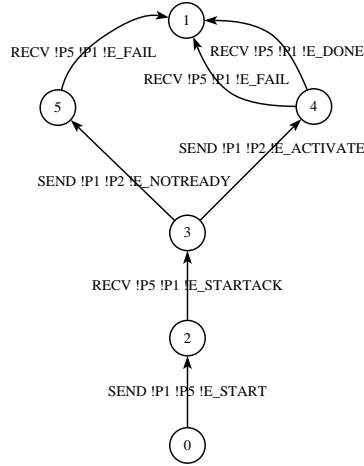 1
RECV !P5 !P1 !E_FAIL
RECV !P5 !P1 !E_DONE
RECV !P5 !P1 !E_FAIL
5
4
SEND !P1 !P2 !E_ACTIVATE
SEND !P1 !P2 !E_NOTREADY
3
RECV !P5 !P1 !E_STARTACK
2
SEND !P1 !P5 !E_START
0